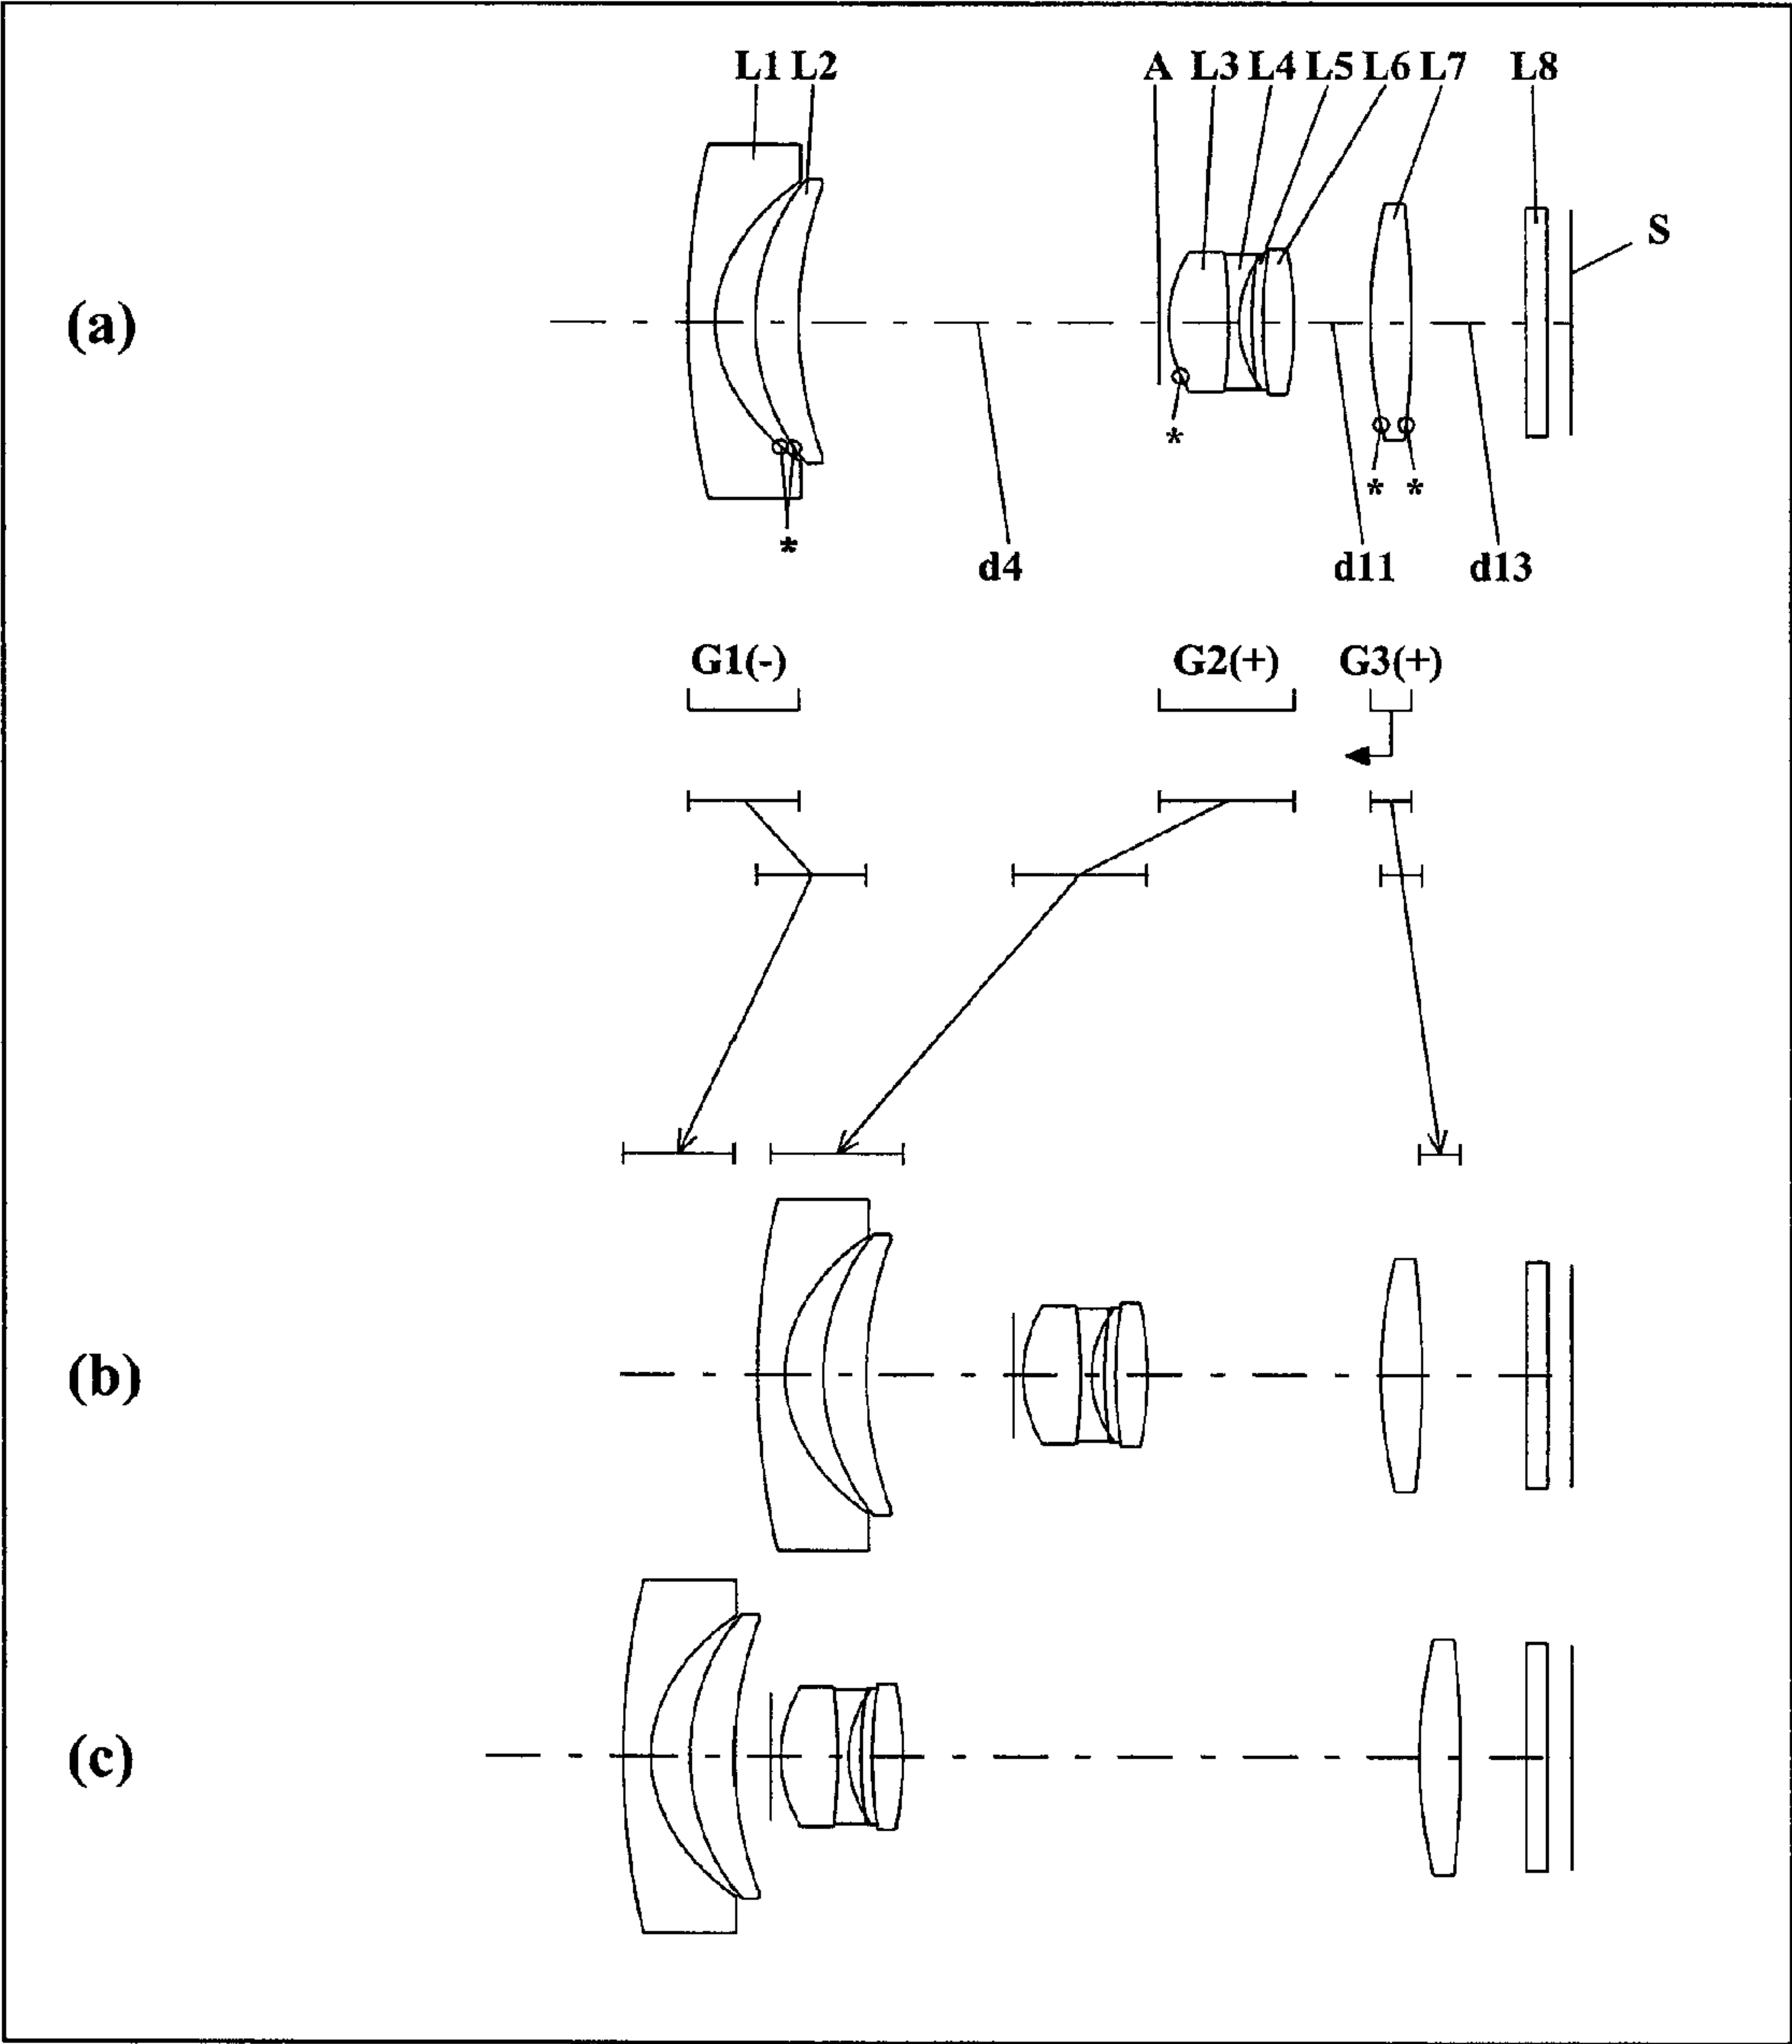 L1 L2 A L3 L4 L5 L6 L7 L8
S
(a)
*
* *
*
d4 d11 d13
G1(-) G2(+) G3(+)
(b)
(c)